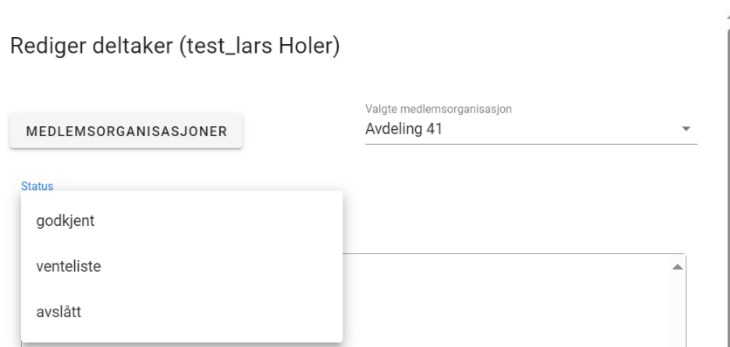 Rediger deltaker (test_lars Holer)
MEDLEMSORGANISASJONER
Valgte medlemsorganisasjon
Avdeling 41
Status
godkjent
venteliste
avslått